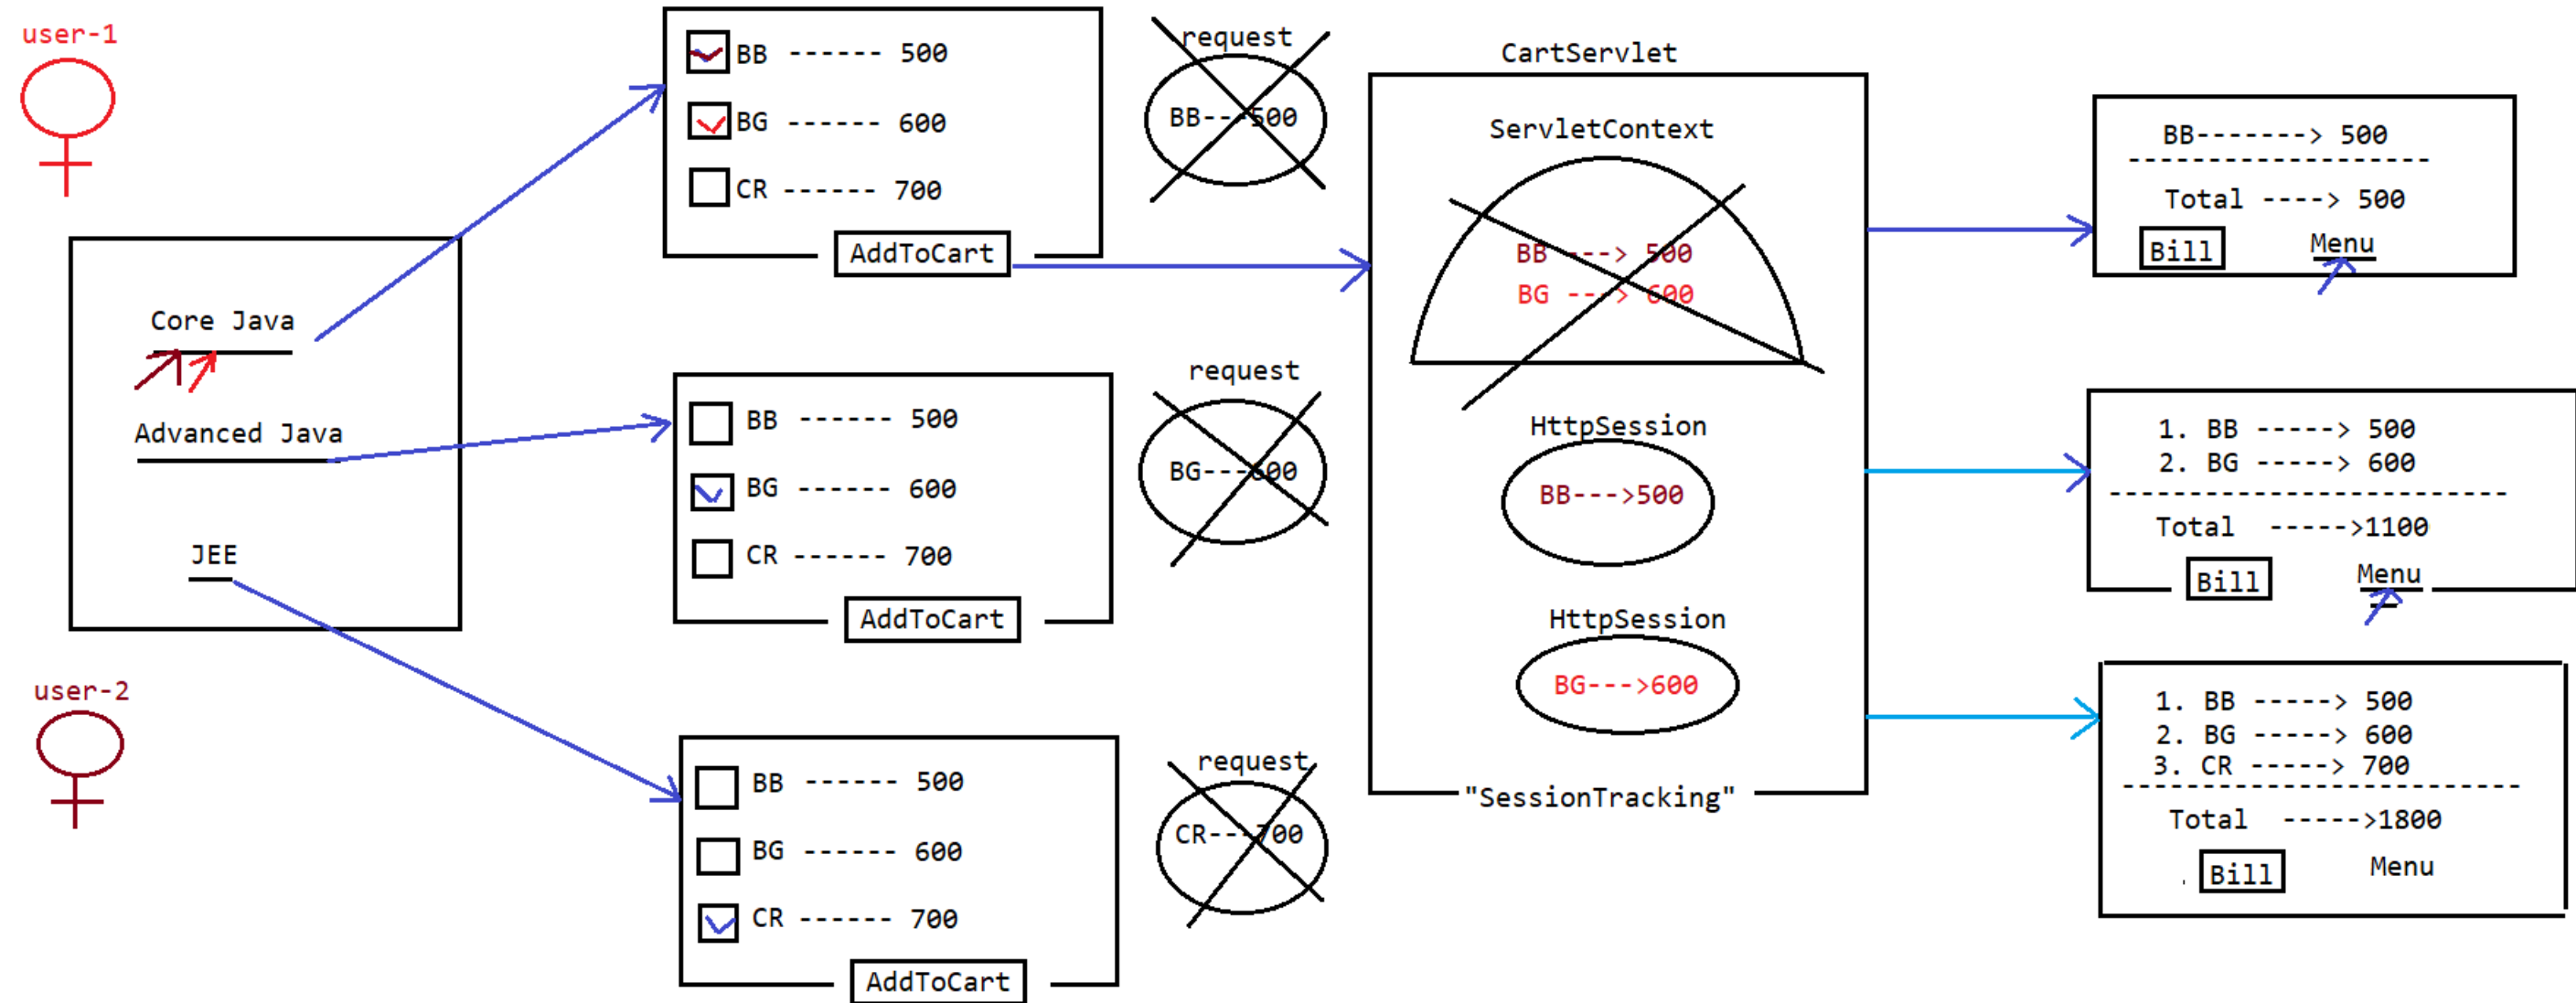 user-1
Core Java
Advanced Java
JEE
user-2
BB ------ 500
BG ------ 600
CR ------ 700
AddToCart
BB ------ 500
BG ------ 600
CR ------ 700
AddToCart
BB ------ 500
BG ------ 600
CR ------ 700
AddToCart
request
BB---500
request
BG---600
request
CR---700
CartServlet
ServletContext
BB ---> 500
BG ---> 600
HttpSession
BB--->500
HttpSession
BG--->600
"SessionTracking"
BB-------> 500
-------------------
Total ----> 500
Bill Menu
1. BB -----> 500
2. BG -----> 600
-------------------------
Total ----->1100
Bill Menu
1. BB -----> 500
2. BG -----> 600
3. CR -----> 700
-------------------------
Total ----->1800
Bill Menu